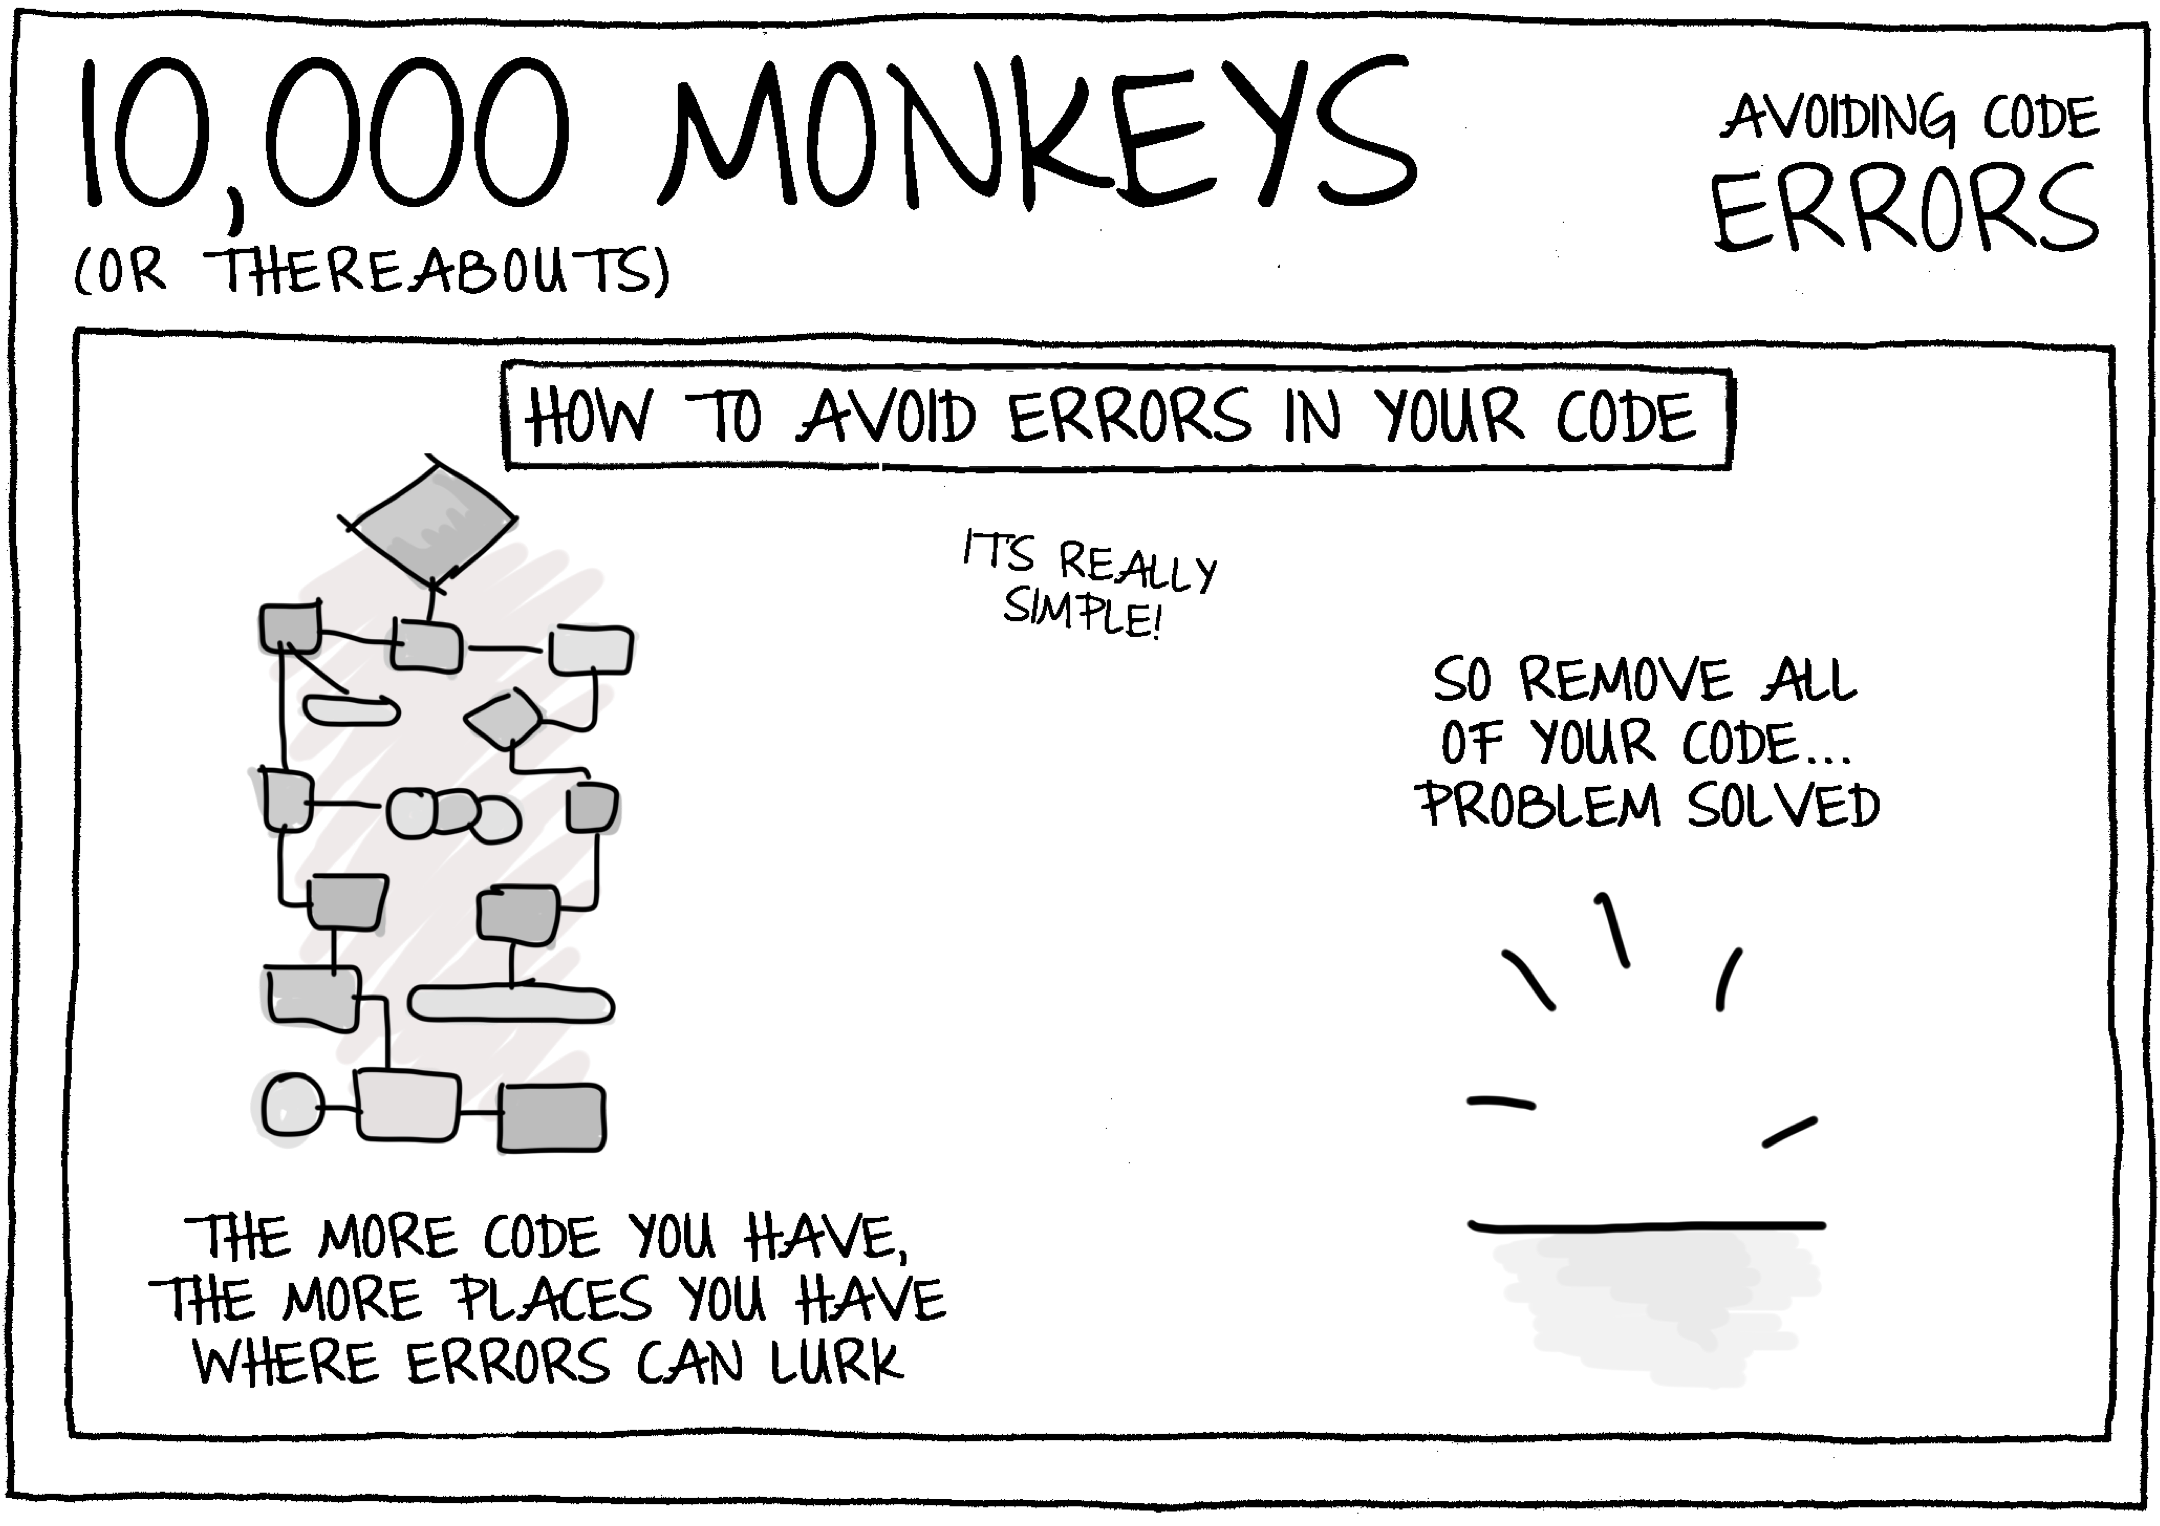 10,000 MONKEYS
(OR THEREABOUTS)
AVOIDING CODE
ERRORS
HOW TO AVOID ERRORS IN YOUR CODE
ITS REALLY
SIMPLE!
THE MORE CODE YOU HAVE,
THE MORE PLACES YOU HAVE
WHERE ERRORS CAN LURK
SO REMOVE ALL
OF YOUR CODE...
PROBLEM SOLVED